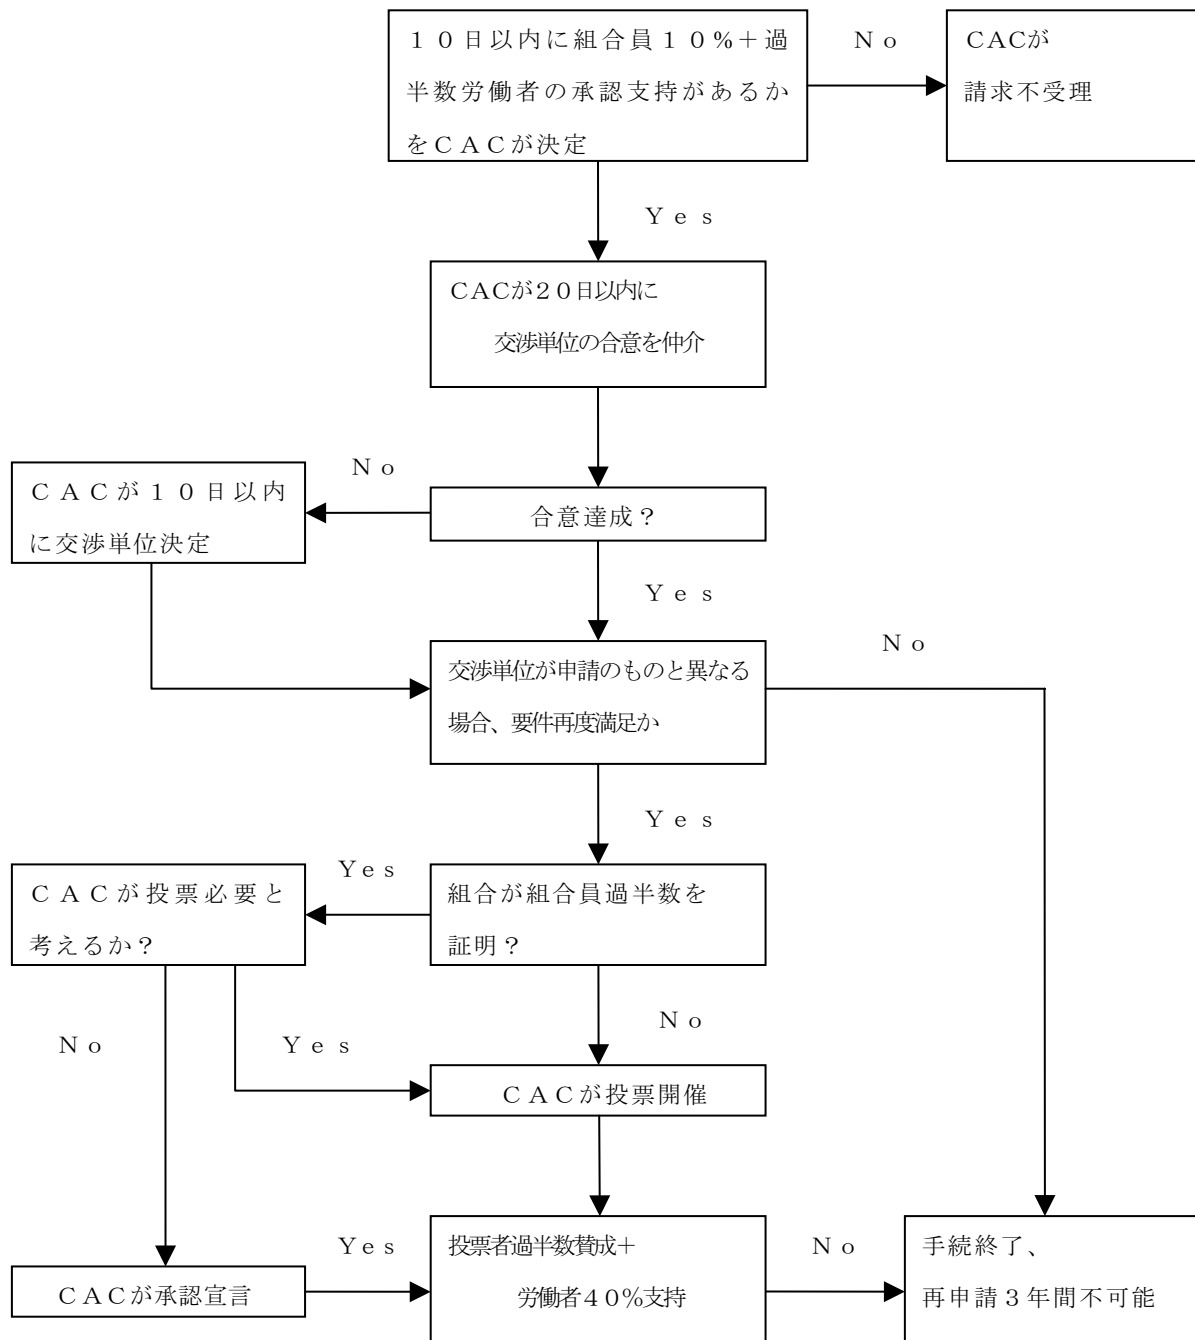 １０日以内に組合員１０%＋過
半数労働者の承認支持があるか
をＣＡＣが決定
Ｎｏ
CACが
請求不受理
Ｙｅｓ
CACが２０日以内に
交渉単位の合意を仲介
Ｎｏ
ＣＡＣが１０日以内
に交渉単位決定
合意達成？
Ｙｅｓ
Ｎｏ
交渉単位が申請のものと異なる
場合、要件再度満足か
Ｙｅｓ
Ｙｅｓ
ＣＡＣが投票必要と
考えるか？
組合が組合員過半数を
証明？
Ｎｏ
Ｎｏ
Ｙｅｓ
ＣＡＣが投票開催
Ｙｅｓ
投票者過半数賛成＋
労働者４０%支持
Ｎｏ
手続終了、
再申請３年間不可能
ＣＡＣが承認宣言